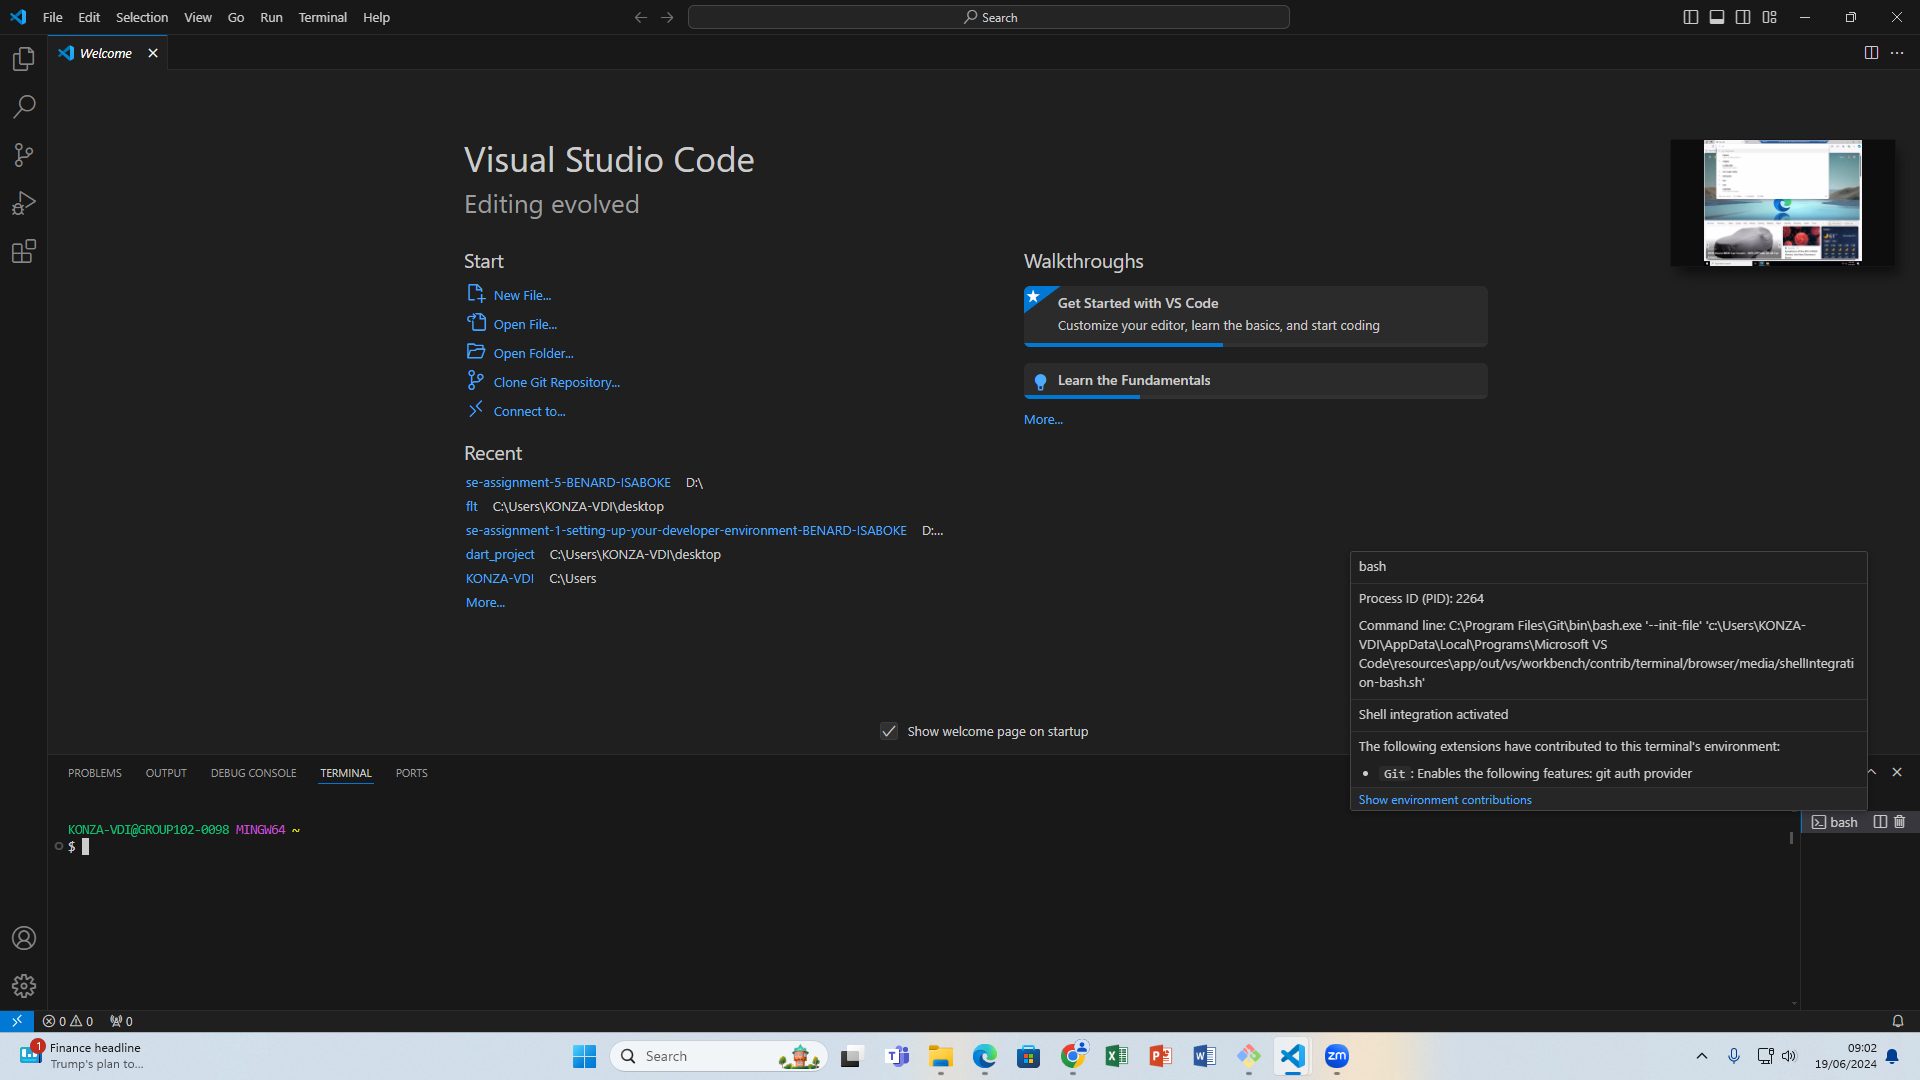 File Edit Selection View Go Run Terminal Help
Search
Welcome
Visual Studio Code
Editing evolved
Start
New File...
Open File...
Open Folder...
Clone Git Repository...
Connect to...
Recent
se-assignment-5-BENARD-ISABOKE D:\
flt C:\Users\KONZA-VDI\desktop
se-assignment-1-setting-up-your-developer-environment-BENARD-ISABOKE D:...
dart_project C:\Users\KONZA-VDI\desktop
KONZA-VDI C:\Users
More...
Walkthroughs
Get Started with VS Code
Customize your editor, learn the basics, and start coding
Learn the Fundamentals
More...
Show welcome page on startup
bash
Process ID (PID): 2264
Command line: C:\Program Files\Git\bin\bash.exe '--init-file' 'c:\Users\KONZA-
VDI\AppData\Local\Programs\Microsoft VS
Code\resources\app/out/vs/workbench/contrib/terminal/browser/media/shellIntegrati
on-bash.sh'
Shell integration activated
The following extensions have contributed to this terminal's environment:
• Git : Enables the following features: git auth provider
Show environment contributions
PROBLEMS OUTPUT DEBUG CONSOLE TERMINAL PORTS
KONZA-VDI@GROUP102-0098 MINGW64 ~
$
bash
0 0 0
1
Finance headline
Trump's plan to...
Search
zm
09:02
19/06/2024